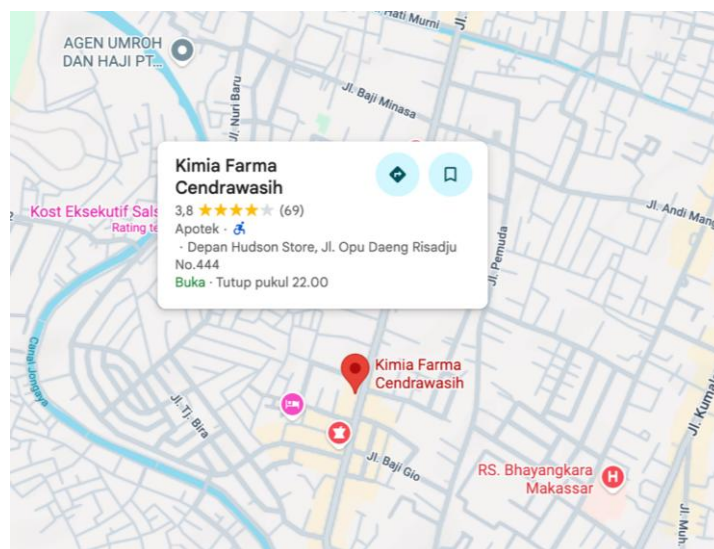 Jl. Hati Murni
AGEN UMROH
DAN HAJI PT...
Jl. Nuri Baru
Jl. Baji Minasa
Kimia Farma
Cendrawasih
3,8 (69)
Apotek ·
· Depan Hudson Store, Jl. Opu Daeng Risadju
No.444
Buka · Tutup pukul 22.00
Kost Eksekutif Sals
Rating te
Jl. Andi Mang
Jl. Pemuda
Canal Jongaya
Kimia Farma
Cendrawasih
Jl. Tj. Bira
Jl. Baji Gio
RS. Bhayangkara
Makassar
Jl. Kumal
Jl. Muh.